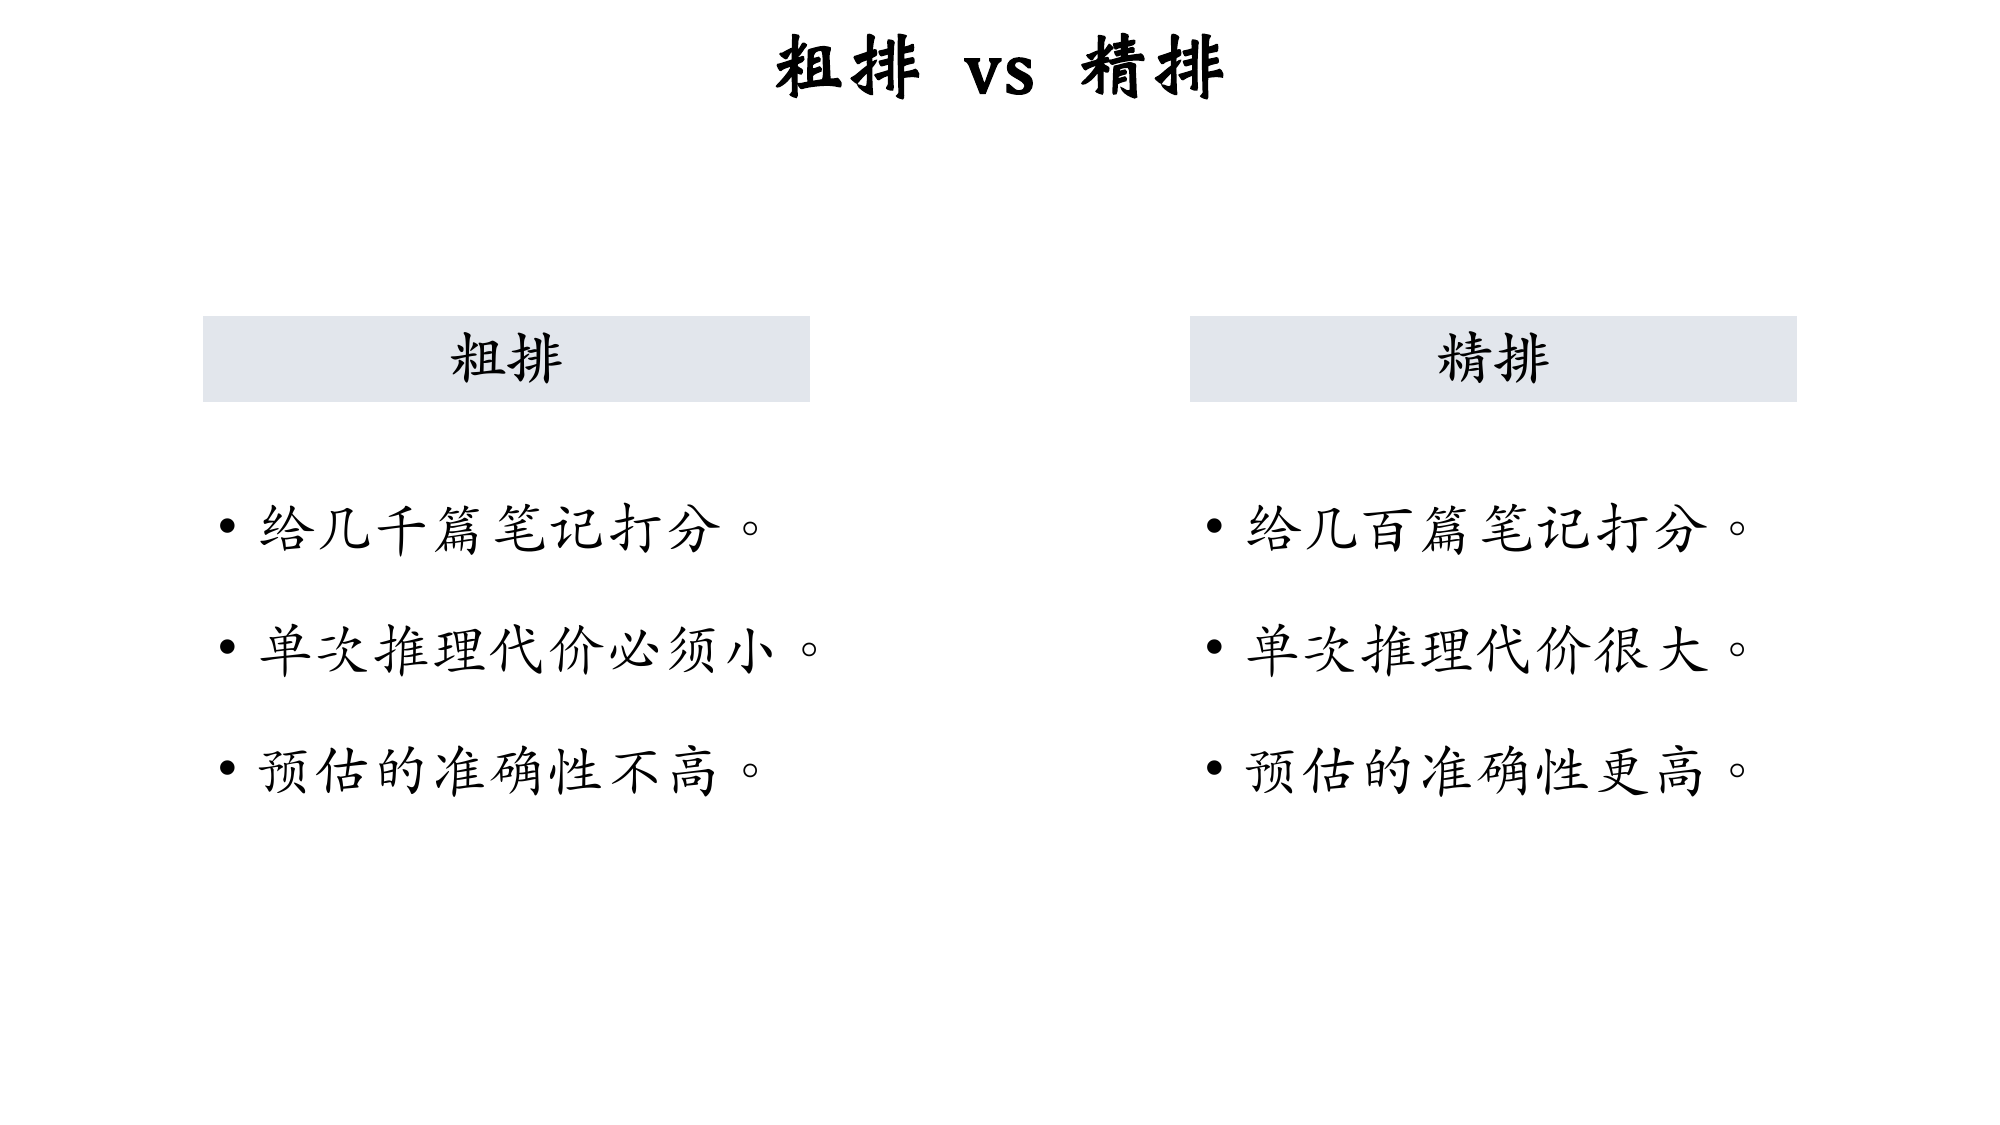 粗排 vs 精排
粗排
• 给几千篇笔记打分。
• 单次推理代价必须小。
• 预估的准确性不高。
精排
• 给几百篇笔记打分。
• 单次推理代价很大。
• 预估的准确性更高。